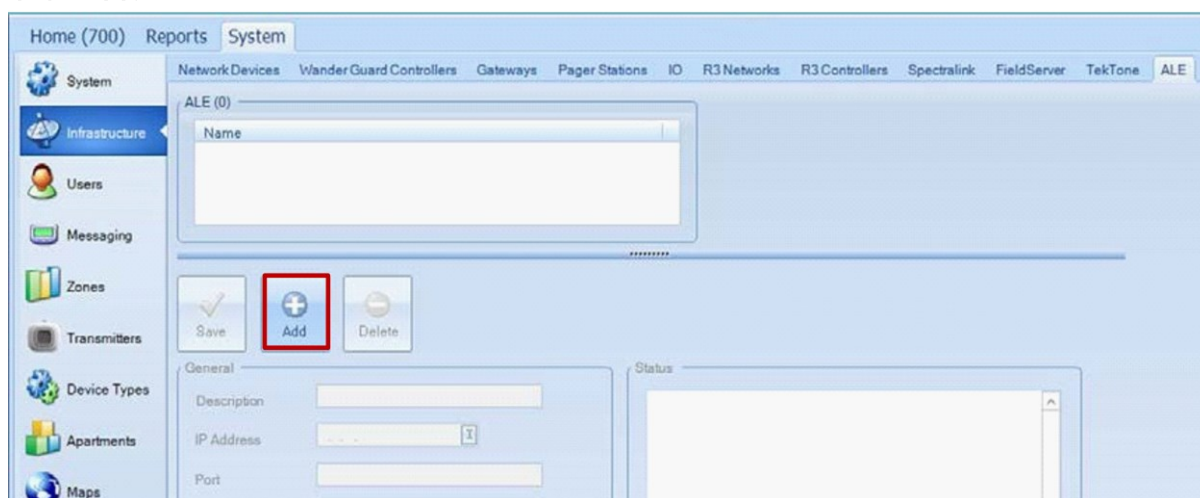 Home (700) Reports System
System
Network Devices Wander Guard Controllers Gateways Pager Stations IO R3 Networks R3 Controllers Spectralink FieldServer TekTone ALE
ALE (0)
Infrastructure
Name
Users
Messaging
Zones
Save Add Delete
Transmitters
General
Status
Device Types
Description
Apartments
IP Address
Port
Maps